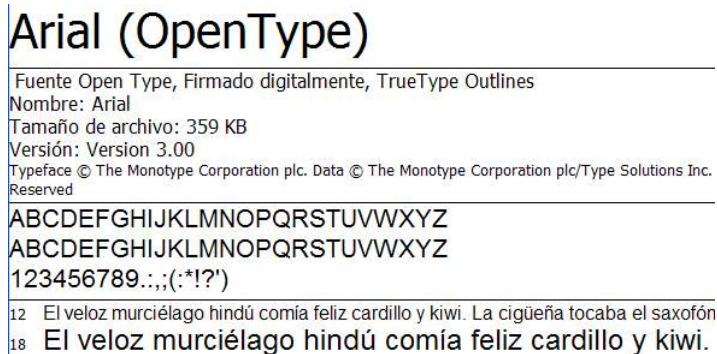 Arial (OpenType)
Fuente Open Type, Firmado digitalmente, TrueType Outlines
Nombre: Arial
Tamaño de archivo: 359 KB
Versión: Version 3.00
Typeface © The Monotype Corporation plc. Data © The Monotype Corporation plc/Type Solutions Inc.
Reserved
ABCDEFGHIJKLMNOPQRSTUVWXYZ
ABCDEFGHIJKLMNOPQRSTUVWXYZ
123456789.:,;(:*!?')
12 El veloz murciélago hindú comía feliz cardillo y kiwi. La cigüeña tocaba el saxofón
18 El veloz murciélago hindú comía feliz cardillo y kiwi.